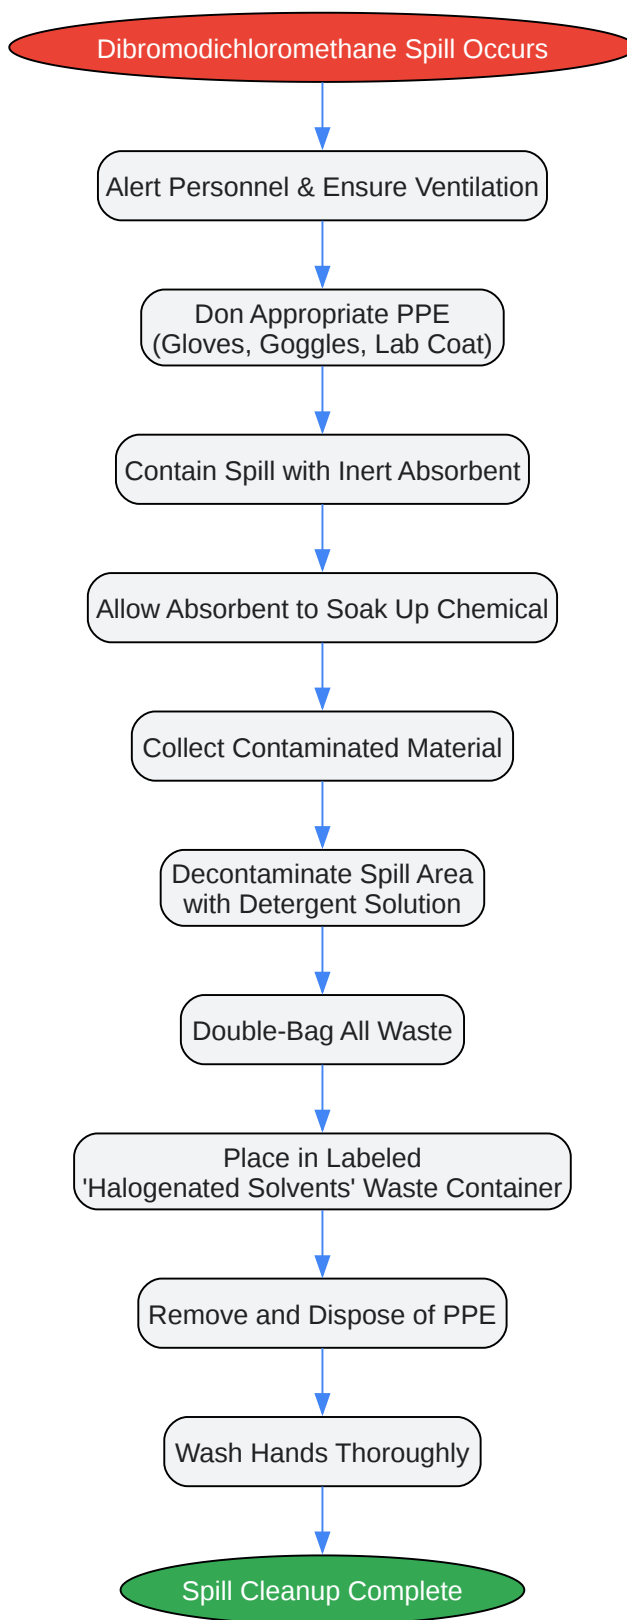 Dibromodichloromethane Spill Occurs
Alert Personnel & Ensure Ventilation
Don Appropriate PPE
(Gloves, Goggles, Lab Coat)
Contain Spill with Inert Absorbent
Allow Absorbent to Soak Up Chemical
Collect Contaminated Material
Decontaminate Spill Area
with Detergent Solution
Double-Bag All Waste
Place in Labeled
'Halogenated Solvents' Waste Container
Remove and Dispose of PPE
Wash Hands Thoroughly
Spill Cleanup Complete